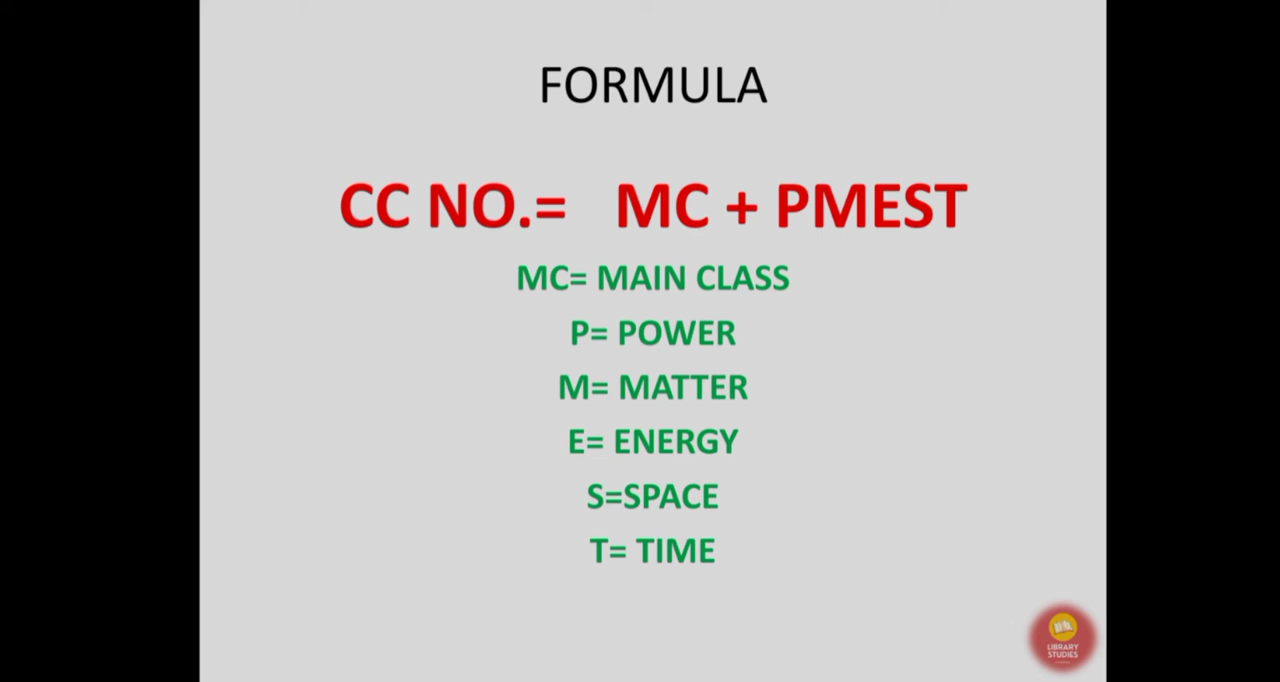 FORMULA
CC NO.= MC + PMEST
MC= MAIN CLASS
P= POWER
M= MATTER
E= ENERGY
S=SPACE
T= TIME
LIBRARY
STUDIES